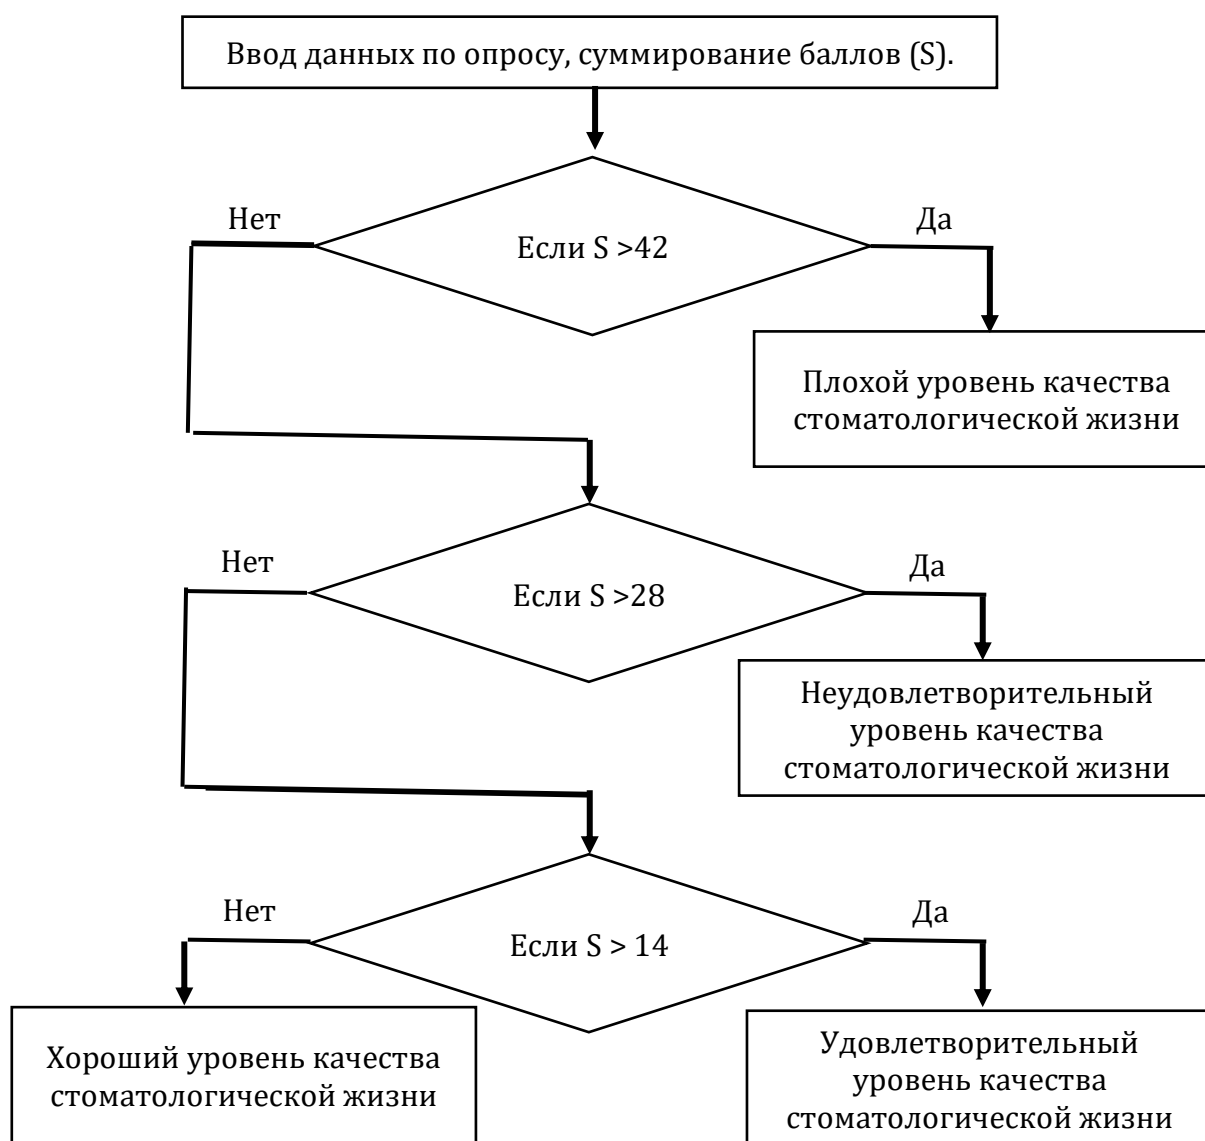 Ввод данных по опросу, суммирование баллов (S).
Нет
Да
Если S >42
Плохой уровень качества
стоматологической жизни
Нет
Да
Если S >28
Неудовлетворительный
уровень качества
стоматологической жизни
Нет
Да
Если S > 14
Хороший уровень качества
стоматологической жизни
Удовлетворительный
уровень качества
стоматологической жизни